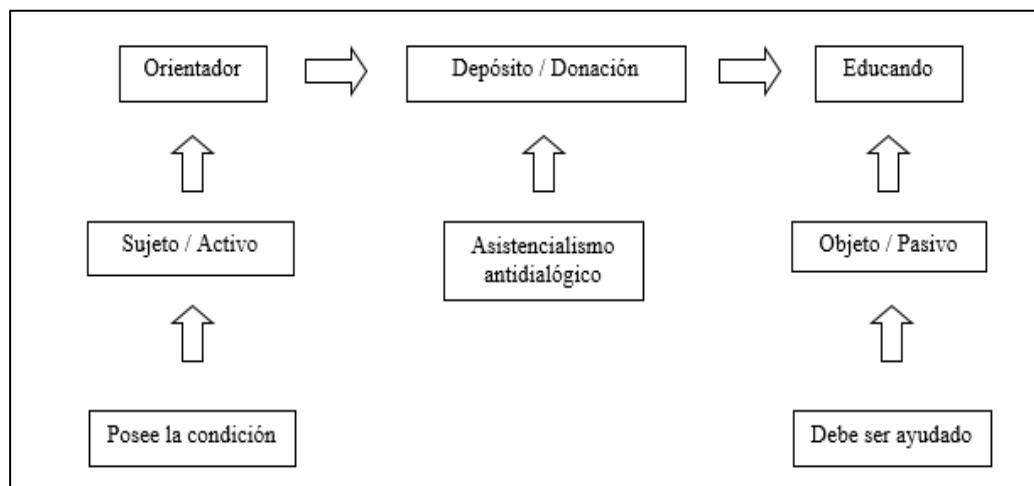 Orientador
Depósito / Donación
Educando
Sujeto / Activo
Asistencialismo
antidialógico
Objeto / Pasivo
Posee la condición
Debe ser ayudado